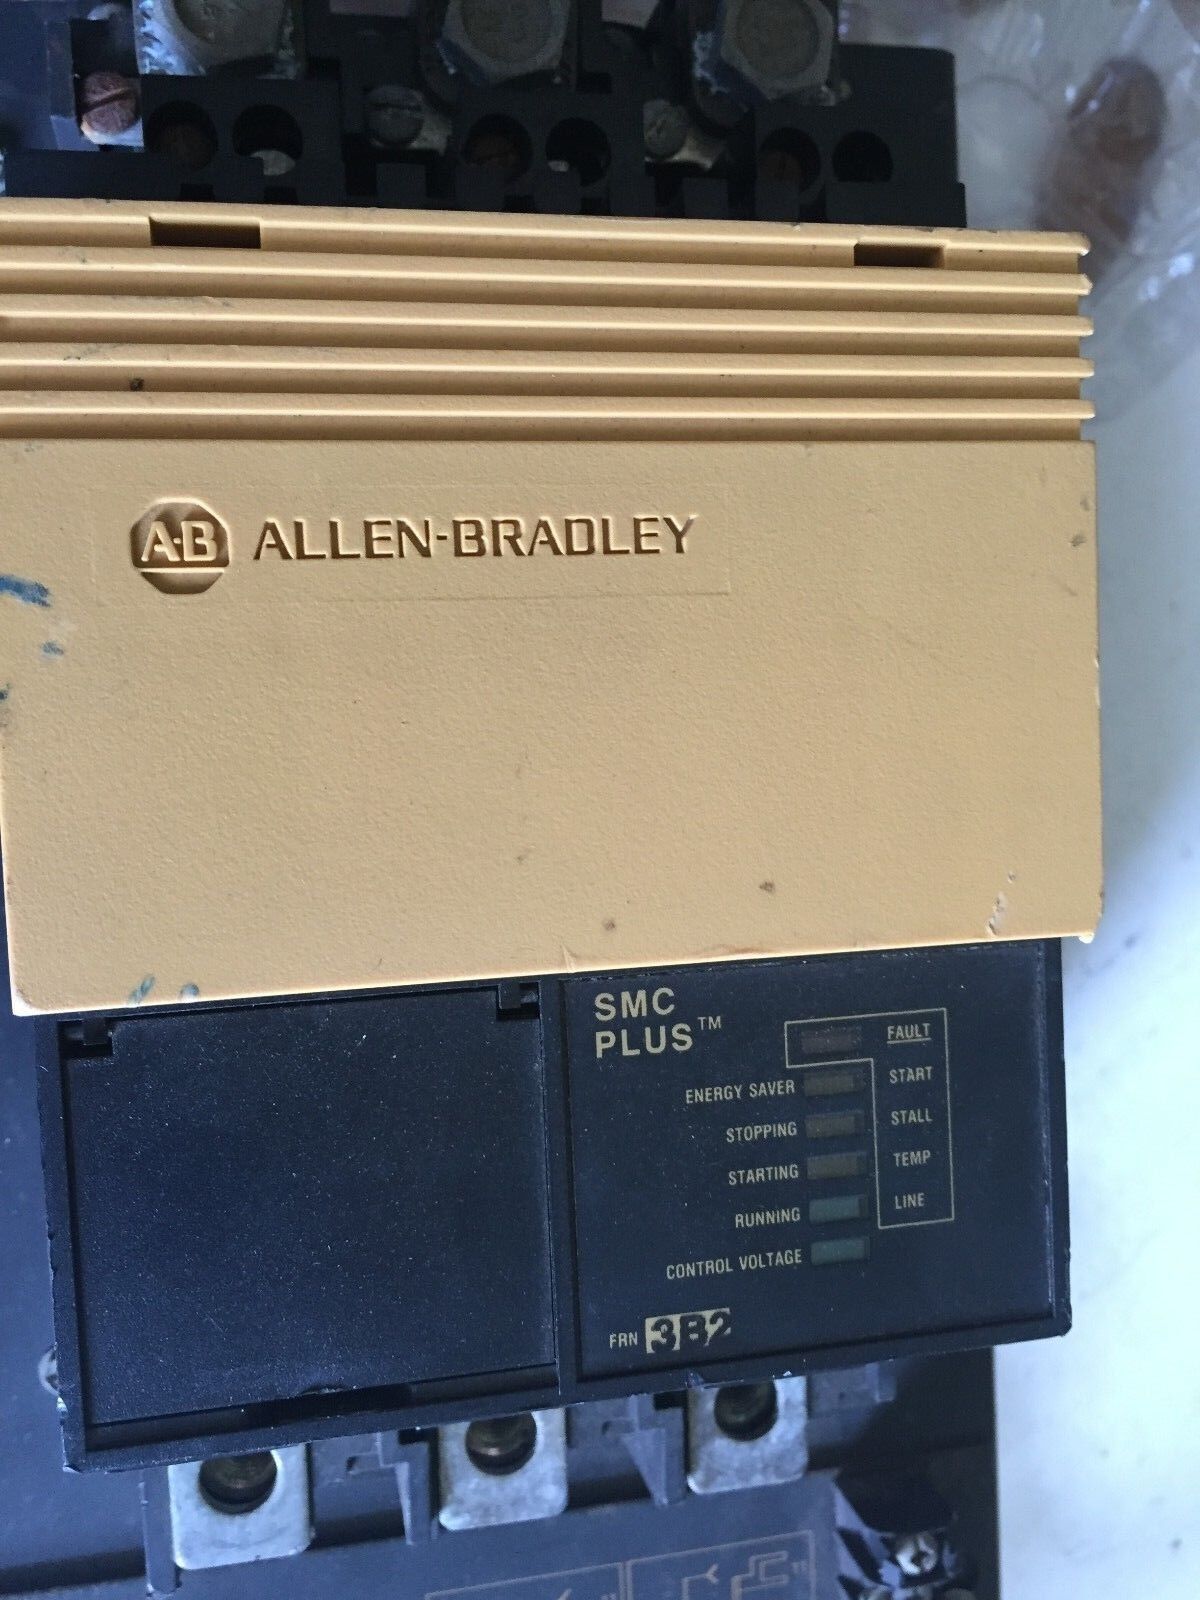 A·B ALLEN-BRADLEY
SMC
PLUS™
FAULT
ENERGY SAVER
START
STOPPING
STALL
STARTING
TEMP
RUNNING
LINE
CONTROL VOLTAGE
FRN 3B2